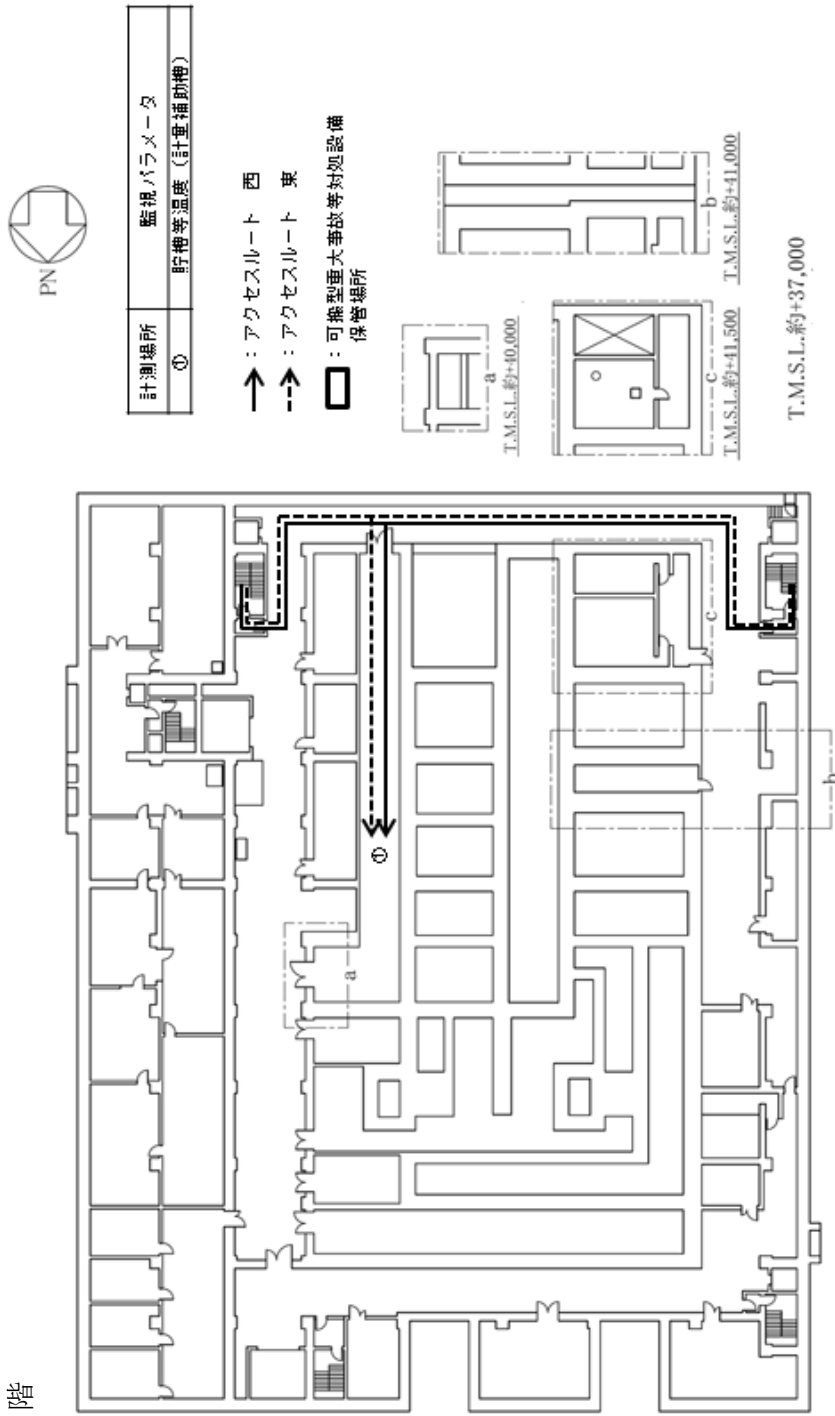 階
PN
計測場所 監視パラメータ
① 貯槽等温度（計量補助槽）
：アクセスルート 西
：アクセスルート 東
：可搬型重大事故等対処設備
保管場所
a
T.M.S.L.約+40,000
b
T.M.S.L.約+41,000
c
T.M.S.L.約+41,500
T.M.S.L.約+37,000
①
a
b
c